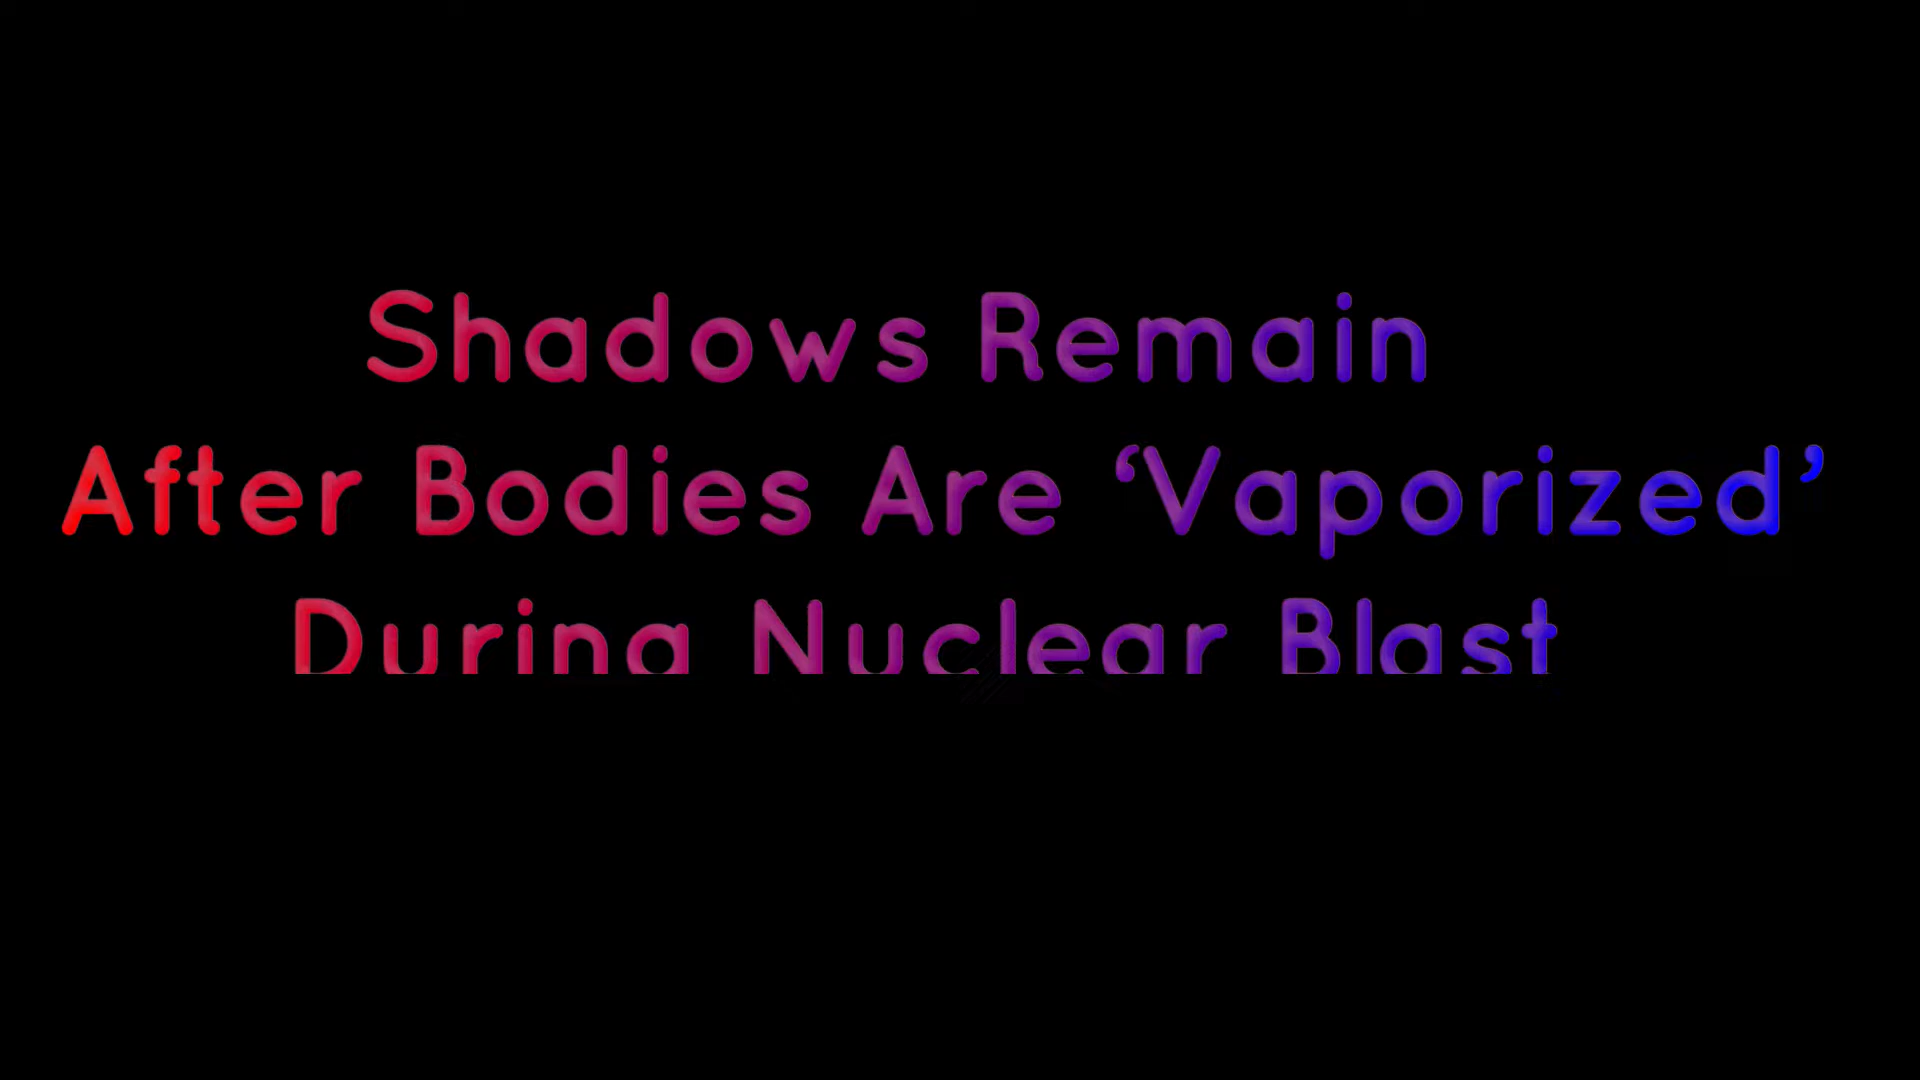 Shadows Remain
After Bodies Are ‘Vaporized’
During Nuclear Blast